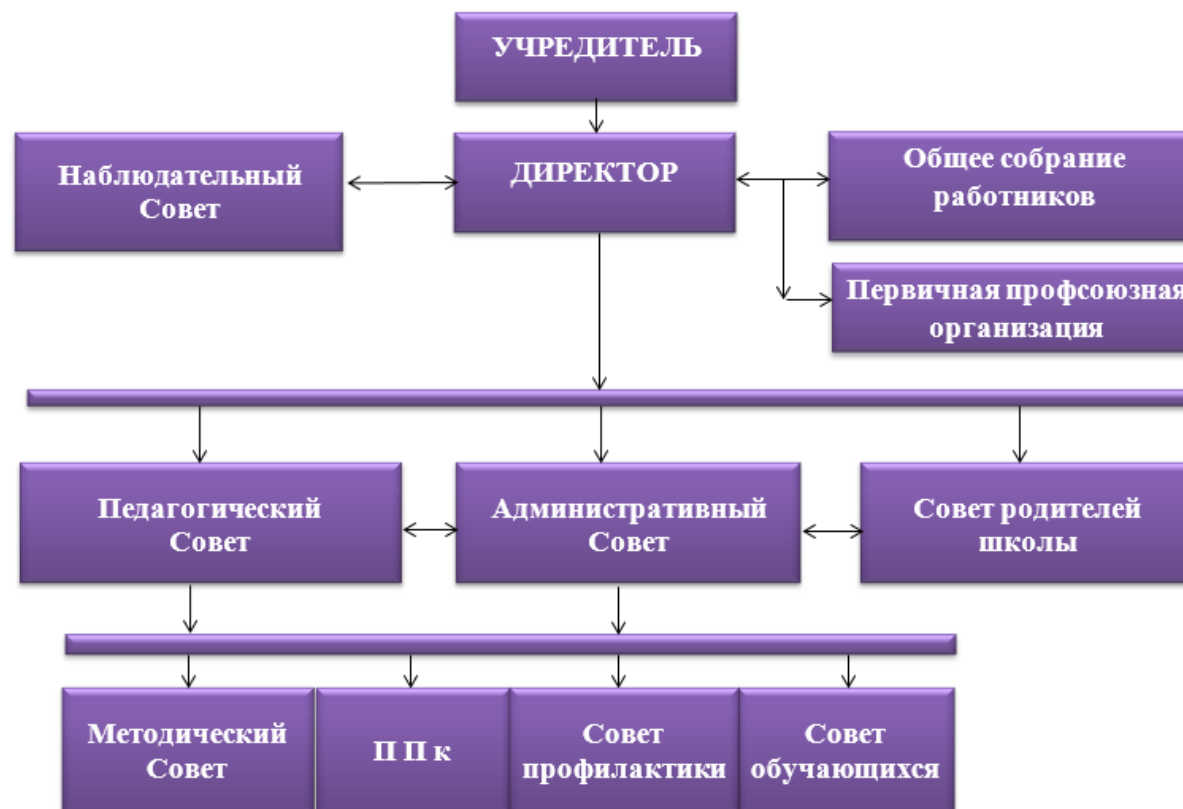 УЧРЕДИТЕЛЬ
Наблюдательный
Совет
ДИРЕКТОР
Общее собрание
работников
Первичная профсоюзная
организация
Педагогический
Совет
Административный
Совет
Совет родителей
школы
Методический
Совет
П П к
Совет
профилактики
Совет
обучающихся